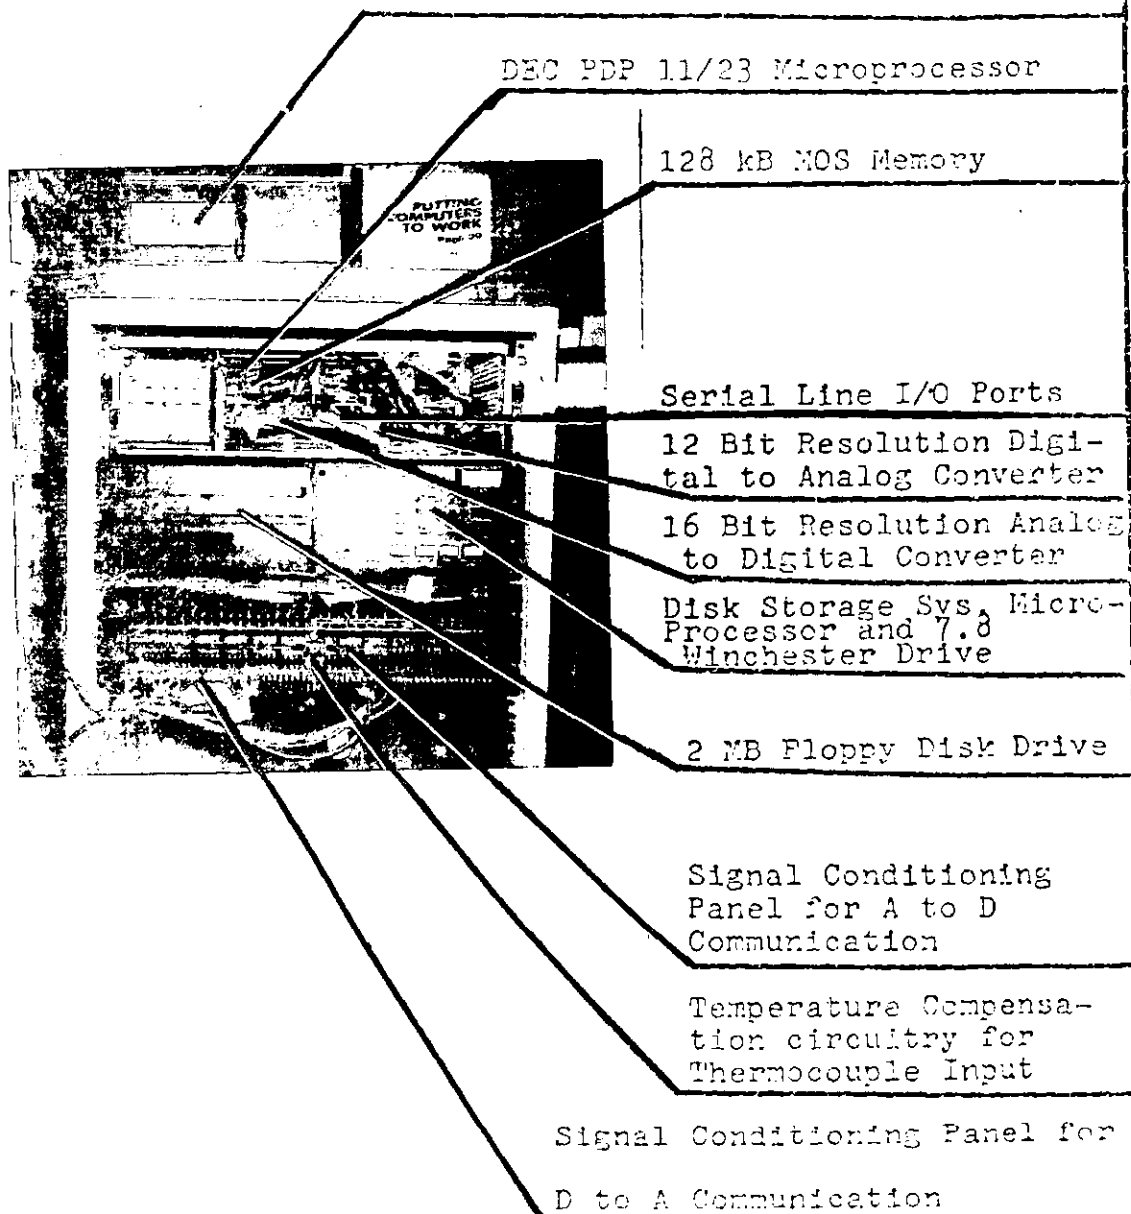 DEC PDP 11/23 Microprocessor
128 kB MOS Memory
PUTTING
COMPUTERS
TO WORK
Page 39
Serial Line I/O Ports
12 Bit Resolution Digi-
tal to Analog Converter
16 Bit Resolution Analog
to Digital Converter
Disk Storage Sys. Micro-
Processor and 7.8
Winchester Drive
2 MB Floppy Disk Drive
Signal Conditioning
Panel for A to D
Communication
Temperature Compensa-
tion circuitry for
Thermocouple Input
Signal Conditioning Panel for
D to A Communication